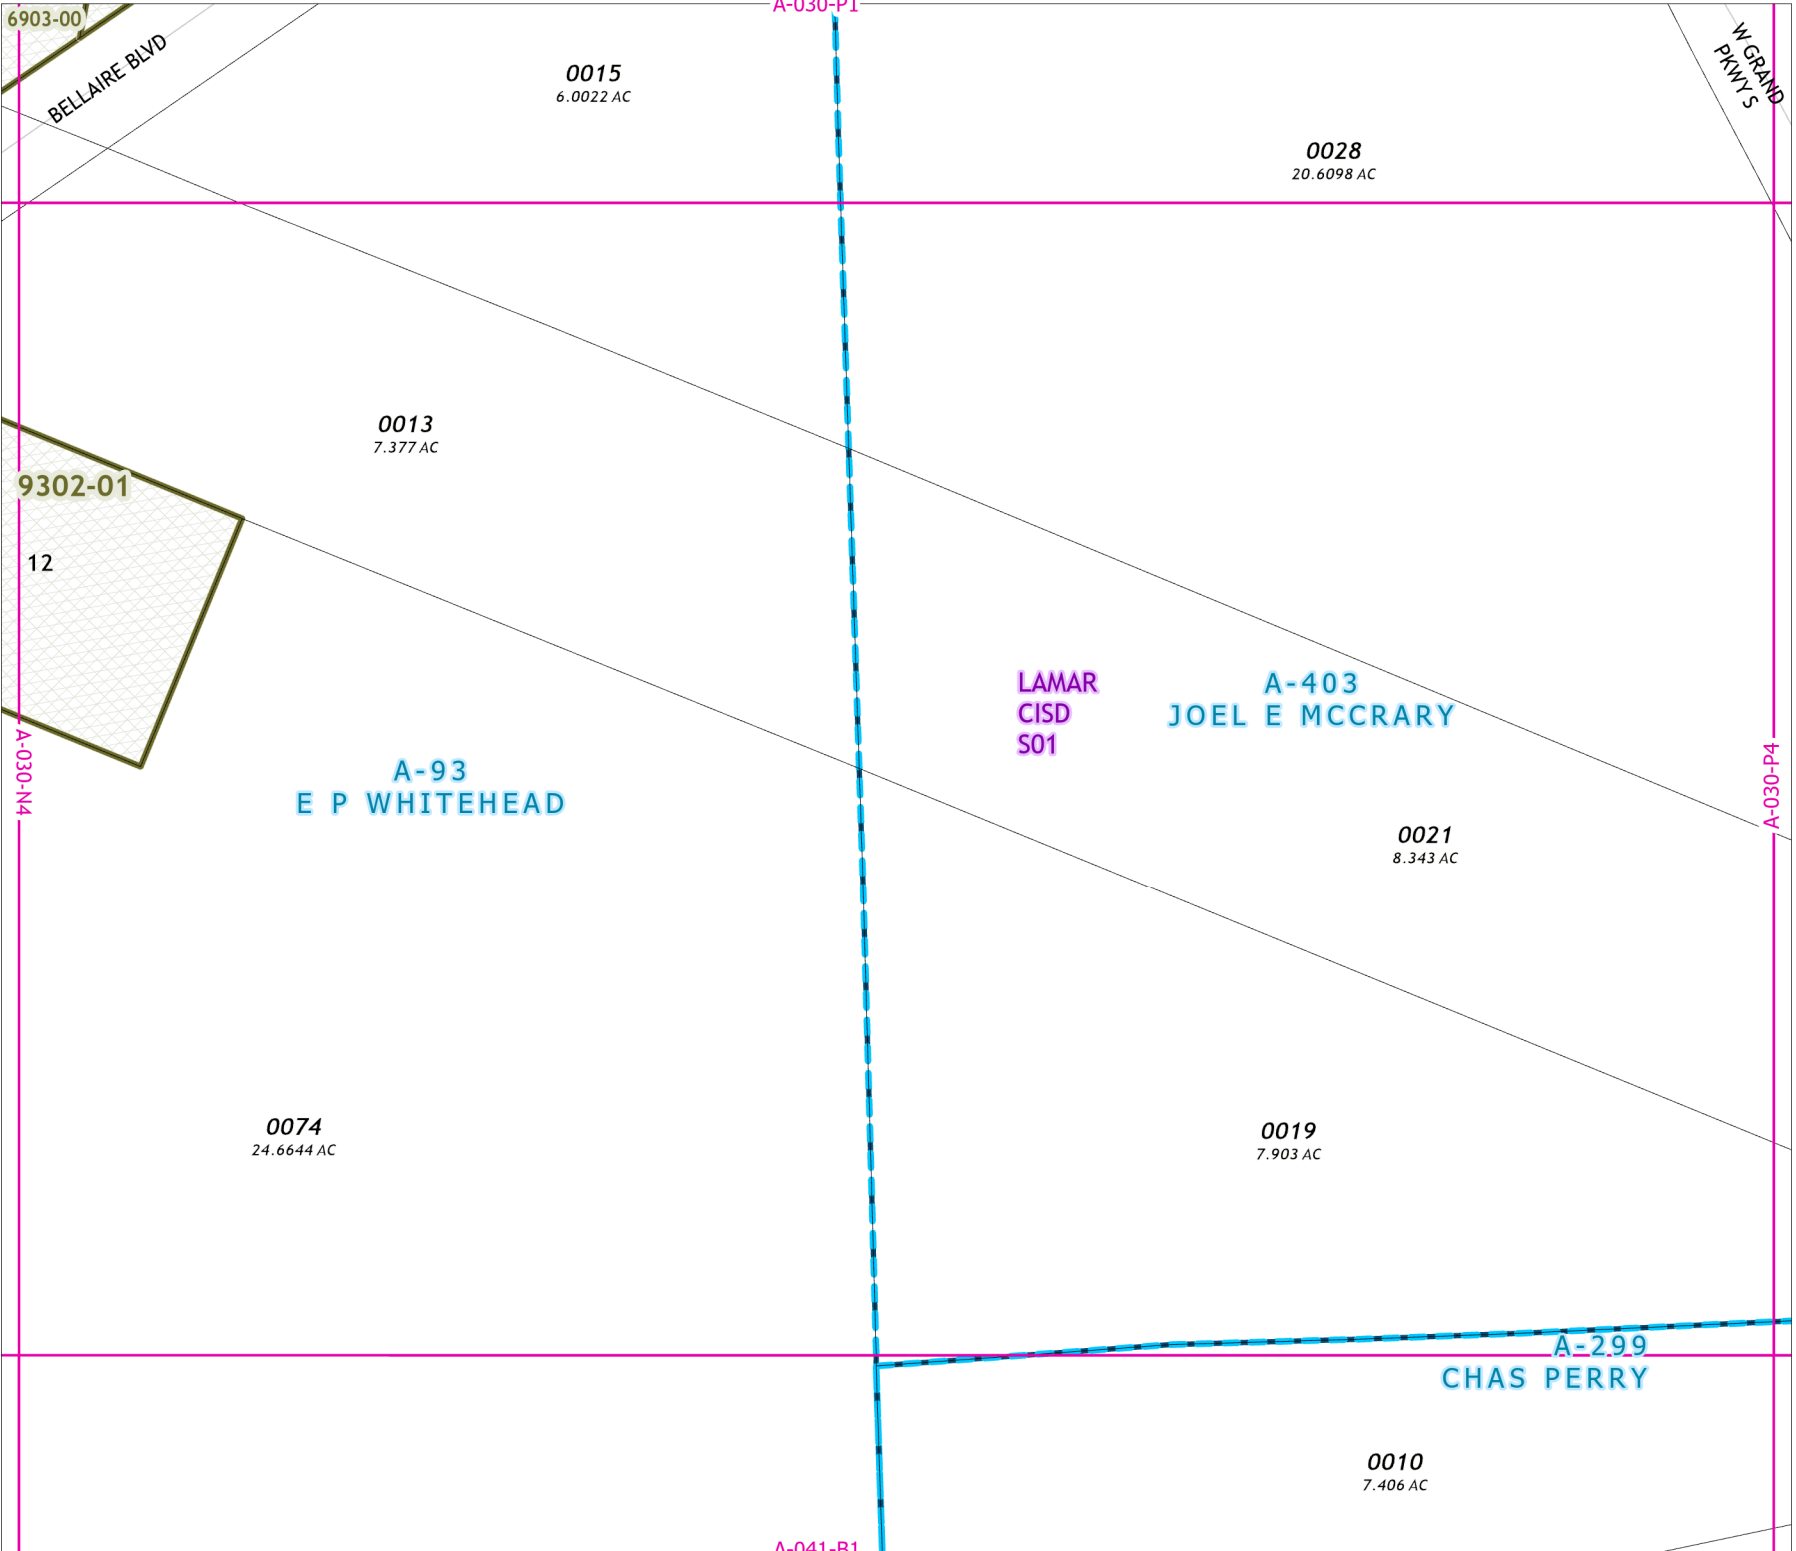 A-030-P1
6903-00
BELLAIRE BLVD
0015
6.0022 AC
W GRAND
PKWY S
0028
20.6098 AC
0013
7.377 AC
9302-01
12
LAMAR
CISD
S01
A-403
JOEL E MCCRARY
A-030-N4
A-93
E P WHITEHEAD
A-030-P4
0021
8.343 AC
0074
24.6644 AC
0019
7.903 AC
A-299
CHAS PERRY
0010
7.406 AC
A-041-B1